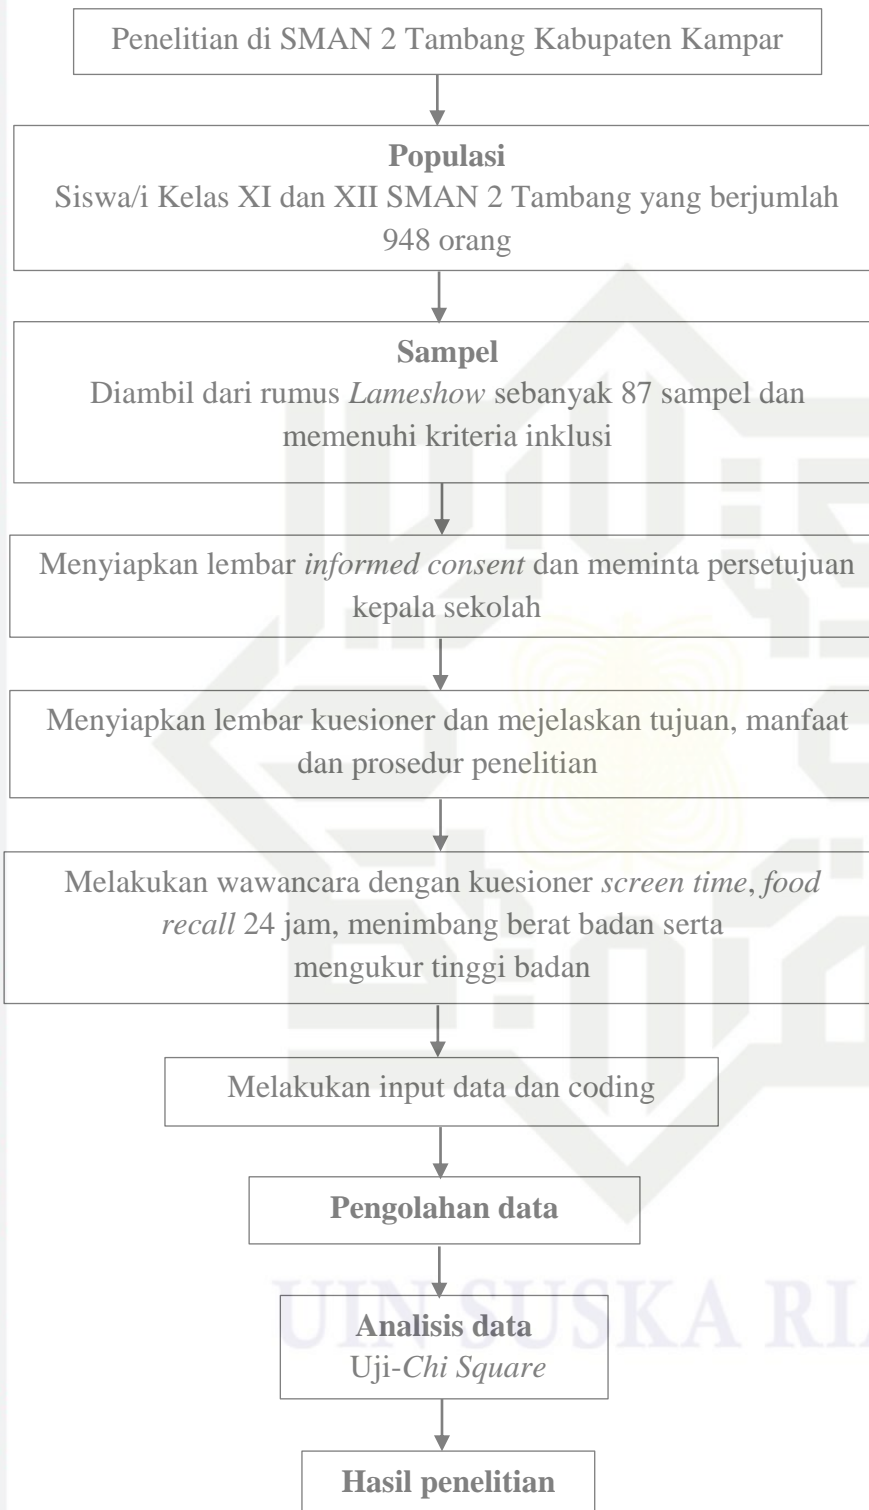 Penelitian di SMAN 2 Tambang Kabupaten Kampar
Populasi
Siswa/i Kelas XI dan XII SMAN 2 Tambang yang berjumlah
948 orang
Sampel
Diambil dari rumus Lameshow sebanyak 87 sampel dan
memenuhi kriteria inklusi
Menyiapkan lembar informed consent dan meminta persetujuan
kepala sekolah
Menyiapkan lembar kuesioner dan mejelaskan tujuan, manfaat
dan prosedur penelitian
Melakukan wawancara dengan kuesioner screen time, food
recall 24 jam, menimbang berat badan serta
mengukur tinggi badan
Melakukan input data dan coding
Pengolahan data
UIN SUSKA RIA
Analisis data
Uji-Chi Square
Hasil penelitian